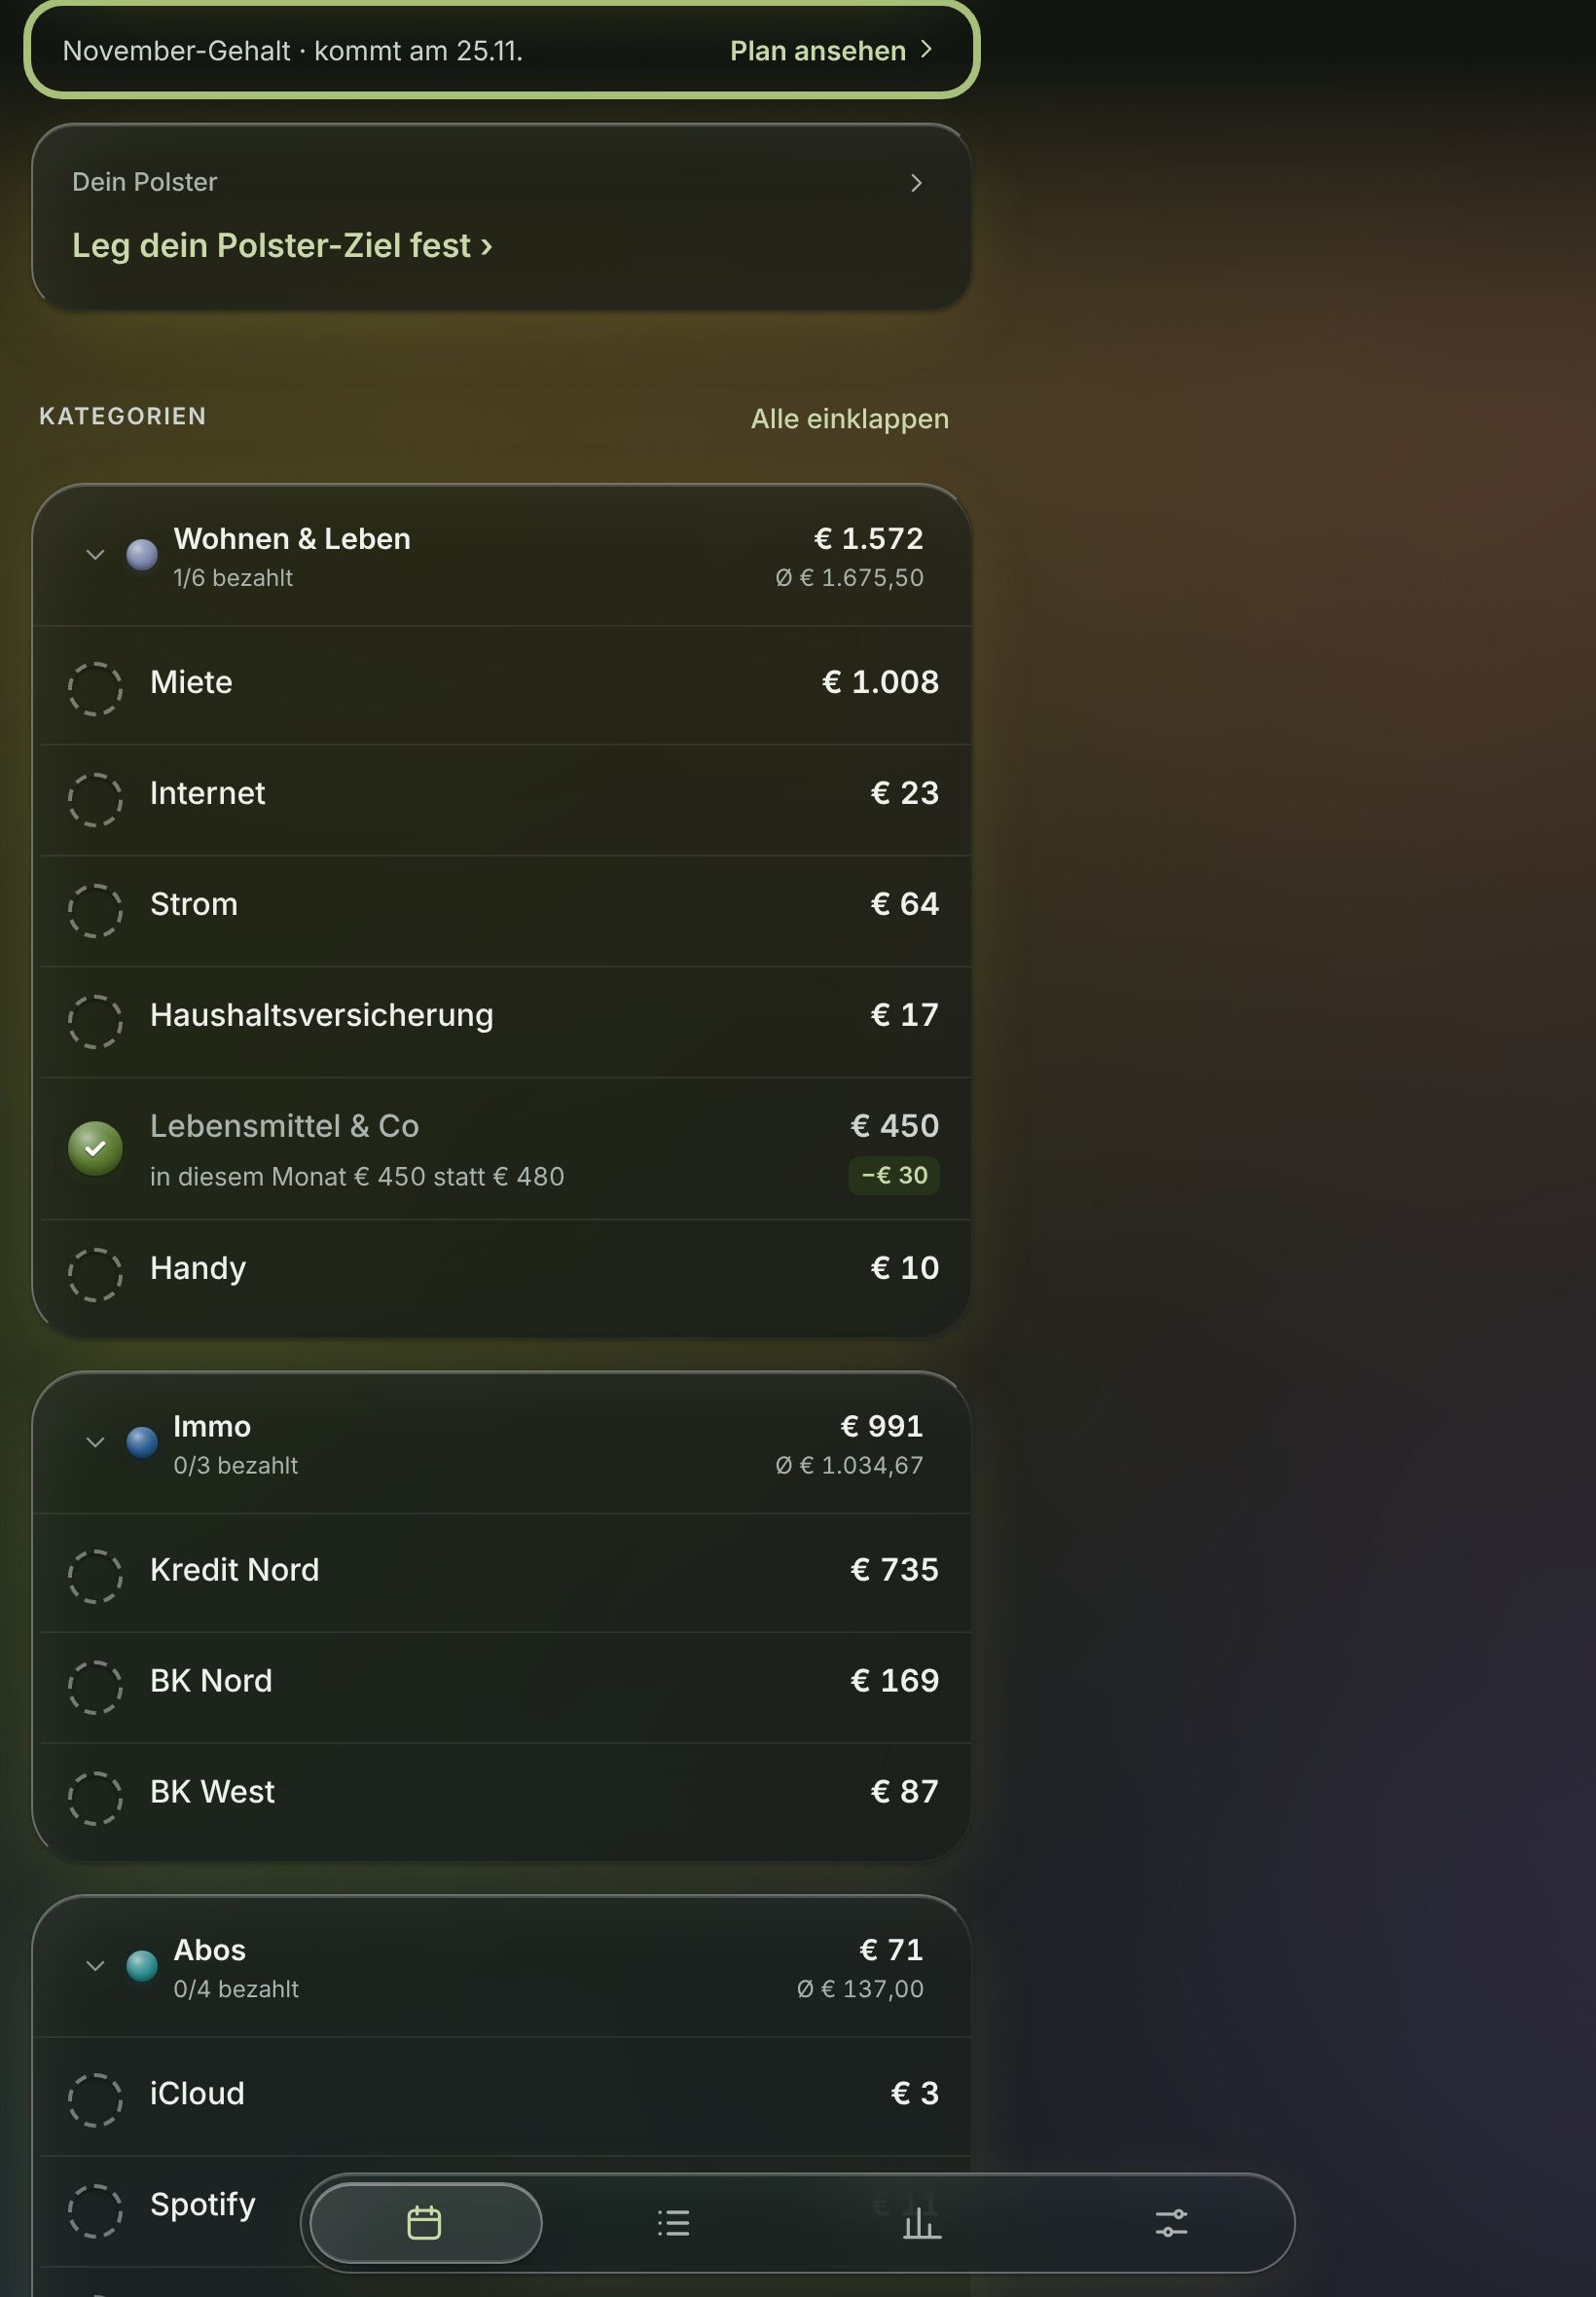 November-Gehalt · kommt am 25.11.
Plan ansehen
Dein Polster
Leg dein Polster-Ziel fest ›
KATEGORIEN
Alle einklappen
Wohnen & Leben
€ 1.572
1/6 bezahlt
Ø € 1.675,50
Miete
€ 1.008
Internet
€ 23
Strom
€ 64
Haushaltsversicherung
€ 17
Lebensmittel & Co
€ 450
in diesem Monat € 450 statt € 480
−€ 30
Handy
€ 10
Immo
€ 991
0/3 bezahlt
Ø € 1.034,67
Kredit Nord
€ 735
BK Nord
€ 169
BK West
€ 87
Abos
€ 71
0/4 bezahlt
Ø € 137,00
iCloud
€ 3
Spotify